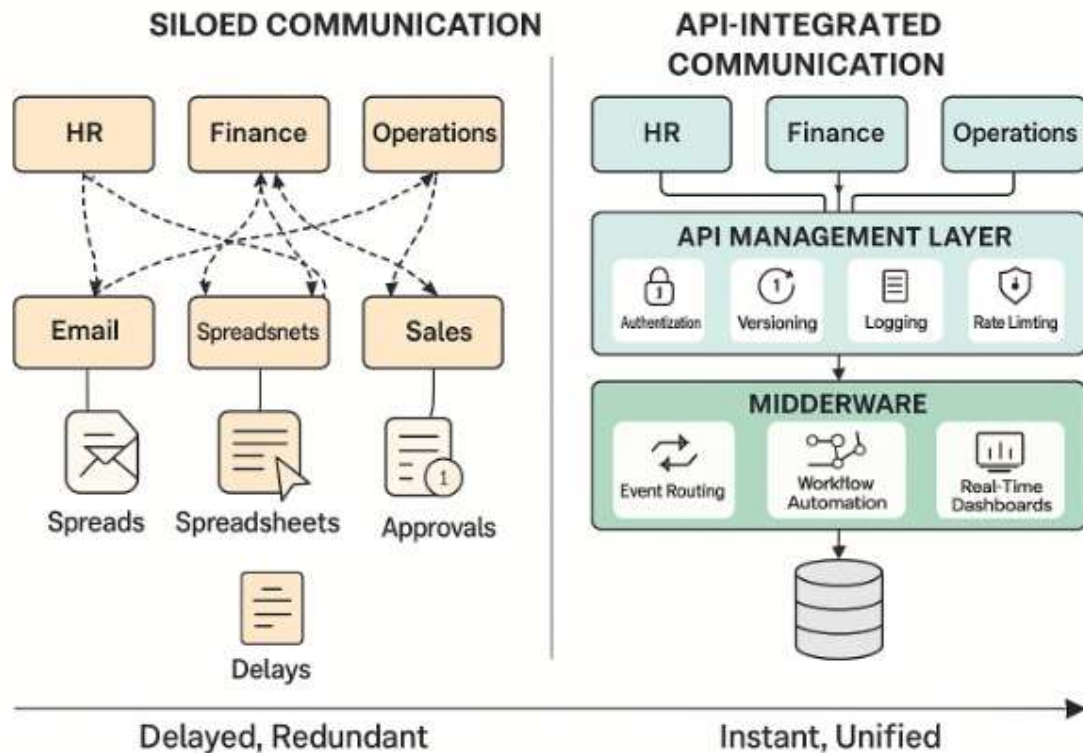 SILOED COMMUNICATION
API-INTEGRATED
COMMUNICATION
HR
Finance
Operations
HR
Finance
Operations
API MANAGEMENT LAYER
Authentization
Versioning
Logging
Rate Limting
Email
Spreadsnets
Sales
MIDDERWARE
Event Routing
Workflow
Automation
Real-Time
Dashboards
Spreads
Spreadsheets
Approvals
Delays
Delayed, Redundant
Instant, Unified